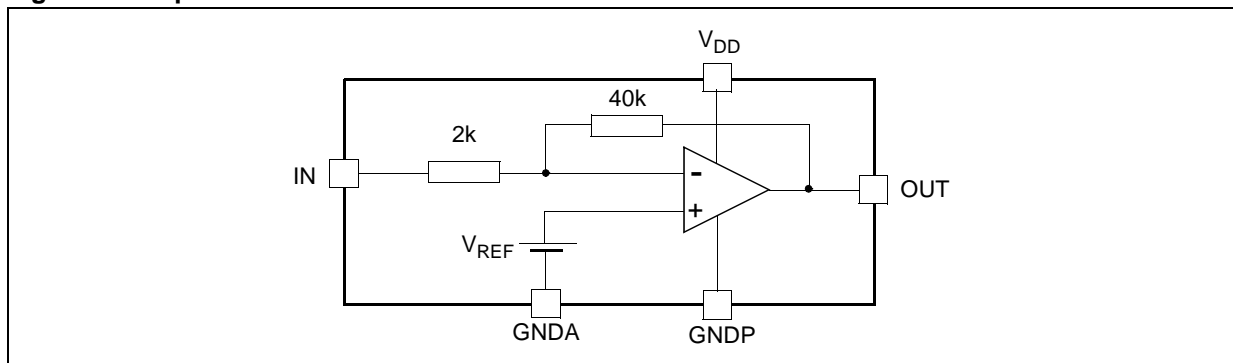 V_DD
40k
2k
IN
-
OUT
+
V_REF
GNDA
GNDP